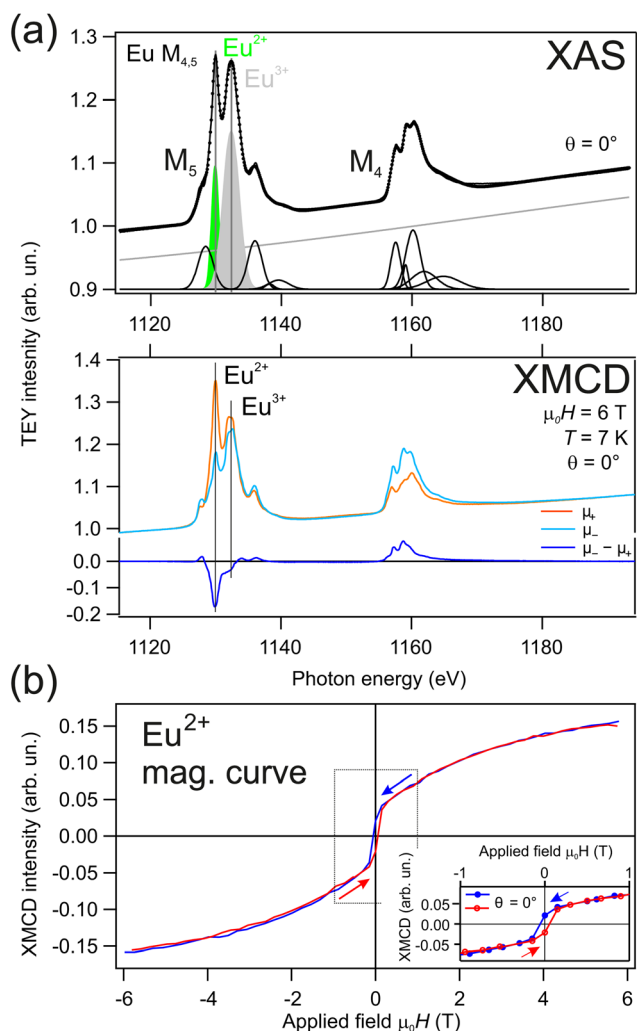 (a)
1.3
1.2
1.1
1.0
0.9
Eu M4,5
Eu2+
Eu3+
XAS
M5
M4
θ = 0°
1120
1140
1160
1180
TEY intesnity (arb. un.)
1.4
1.3
1.2
1.1
1.0
0.0
-0.1
-0.2
Eu2+
Eu3+
XMCD
μ0H = 6 T
T = 7 K
θ = 0°
μ+
μ−
μ− − μ+
1120
1140
1160
1180
Photon energy (eV)
(b)
0.15
0.10
0.05
0.00
-0.05
-0.10
-0.15
XMCD intensity (arb. un.)
Eu2+
mag. curve
Applied field μ0H (T)
-1
0
1
0.05
0.00
-0.05
XMCD (arb. un.)
θ = 0°
-6
-4
-2
0
2
4
6
Applied field μ0H (T)